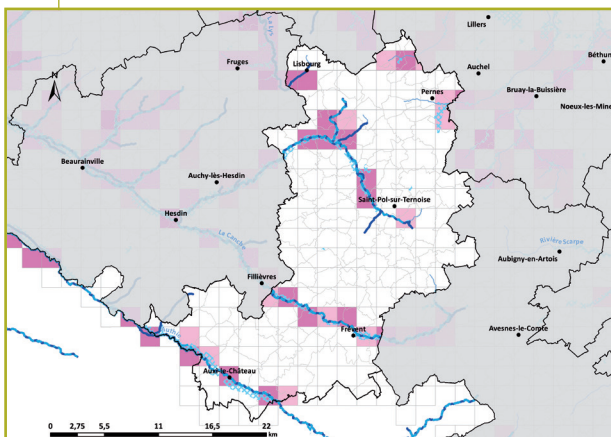 Lillers
Béthun
Fruges
Lisbourg
Auchel
Bruay-la-Buissière
Pernes
Noeux-les-Mine
Beaurainville
Auchy-lès-Hesdin
Saint-Pol-sur-Ternoise
Hesdin
La Canche
Rivière Scarpe
Aubigny-en-Artois
Fillièvres
Frévent
Avesnes-le-Comte
Auxi-le-Château
0 2,75 5,5 11 16,5 22
km